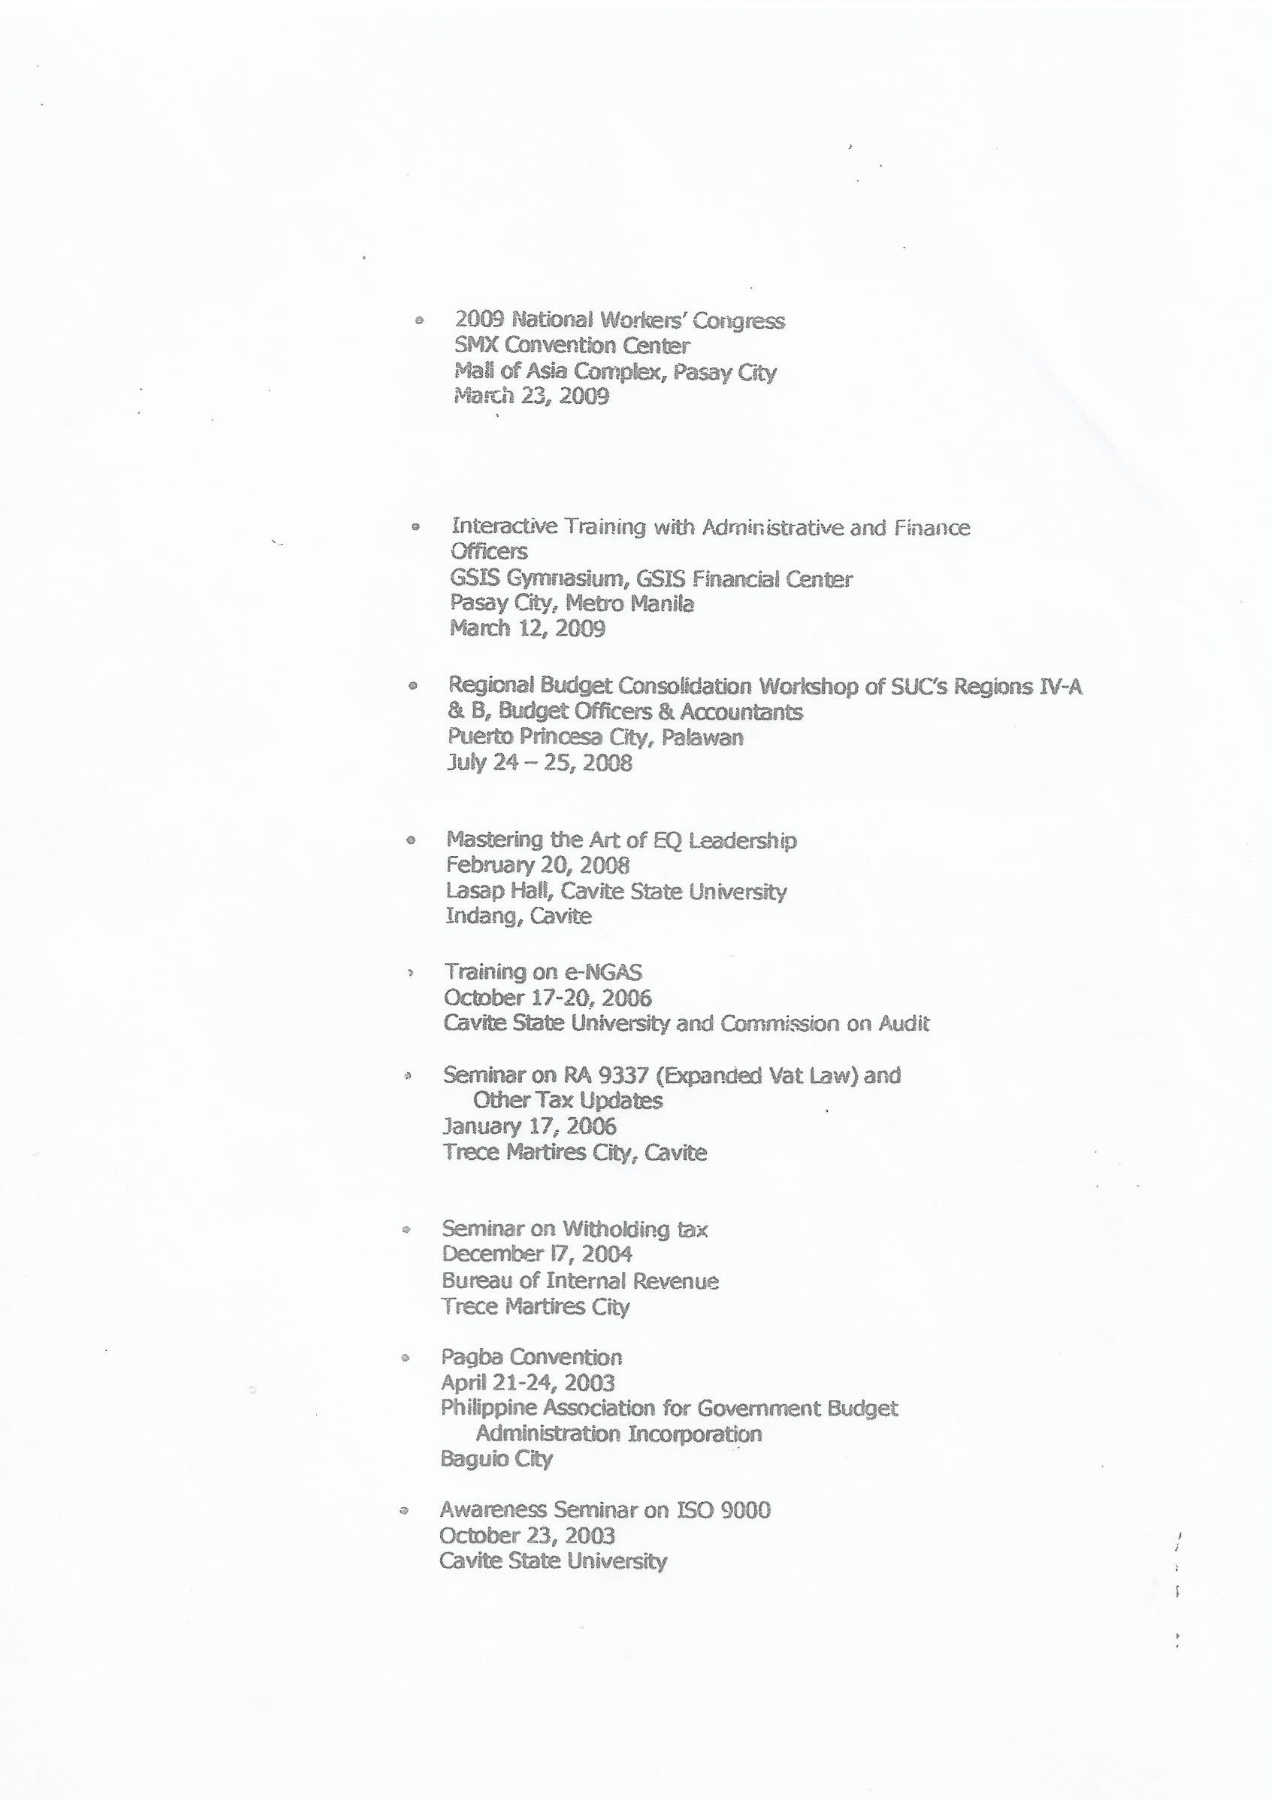 • 2009 National Workers' Congress
SMX Convention Center
Mall of Asia Complex, Pasay City
March 23, 2009
• Interactive Training with Administrative and Finance
Officers
GSIS Gymnasium, GSIS Financial Center
Pasay City, Metro Manila
March 12, 2009
• Regional Budget Consolidation Workshop of SUC's Regions IV-A
& B, Budget Officers & Accountants
Puerto Princesa City, Palawan
July 24 – 25, 2008
• Mastering the Art of EQ Leadership
February 20, 2008
Lasap Hall, Cavite State University
Indang, Cavite
• Training on e-NGAS
October 17-20, 2006
Cavite State University and Commission on Audit
• Seminar on RA 9337 (Expanded Vat Law) and
Other Tax Updates
January 17, 2006
Trece Martires City, Cavite
• Seminar on Witholding tax
December l7, 2004
Bureau of Internal Revenue
Trece Martires City
• Pagba Convention
April 21-24, 2003
Philippine Association for Government Budget
Administration Incorporation
Baguio City
• Awareness Seminar on ISO 9000
October 23, 2003
Cavite State University